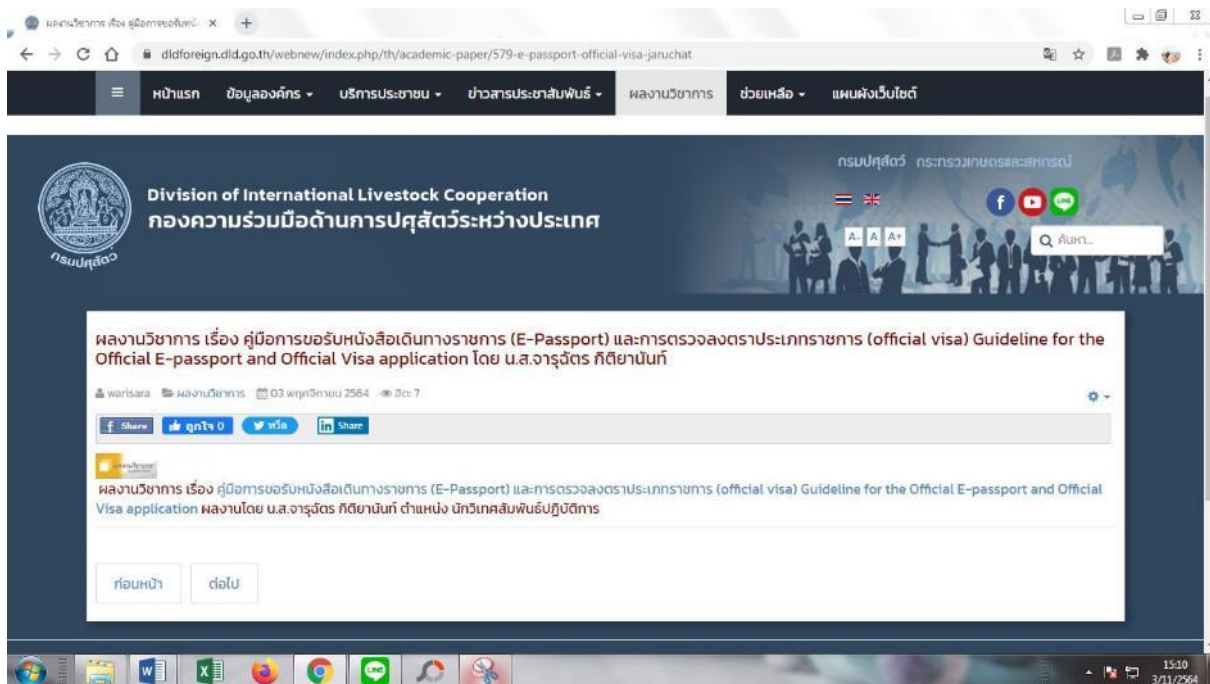 ผลงานวิชาการ เรื่อง คู่มือการขอรับหนั
dldforeign.dld.go.th/webnew/index.php/th/academic-paper/579-e-passport-official-visa-jaruchat
หน้าแรก ข้อมูลองค์กร บริการประชาชน ข่าวสารประชาสัมพันธ์ ผลงานวิชาการ ช่วยเหลือ แผนผังเว็บไซต์
กรมปศุสัตว์ กระทรวงเกษตรและสหกรณ์
Division of International Livestock Cooperation
กองความร่วมมือด้านการปศุสัตว์ระหว่างประเทศ
กรมปศุสัตว์
f LINE
A- A A+
ค้นหา...
ผลงานวิชาการ เรื่อง คู่มือการขอรับหนังสือเดินทางราชการ (E-Passport) และการตรวจลงตราประเภทราชการ (official visa) Guideline for the
Official E-passport and Official Visa application โดย น.ส.จารุฉัตร กิติยานันท์
warisara ผลงานวิชาการ 03 พฤศจิกายน 2564 ฮิต: 7
f Share ถูกใจ 0 ทวีต in Share
ผลงานวิชาการ เรื่อง คู่มือการขอรับหนังสือเดินทางราชการ (E-Passport) และการตรวจลงตราประเภทราชการ (official visa) Guideline for the Official E-passport and Official
Visa application ผลงานโดย น.ส.จารุฉัตร กิติยานันท์ ตำแหน่ง นักวิเทศสัมพันธ์ปฏิบัติการ
ก่อนหน้า ต่อไป
W X LINE
15:10
3/11/2564